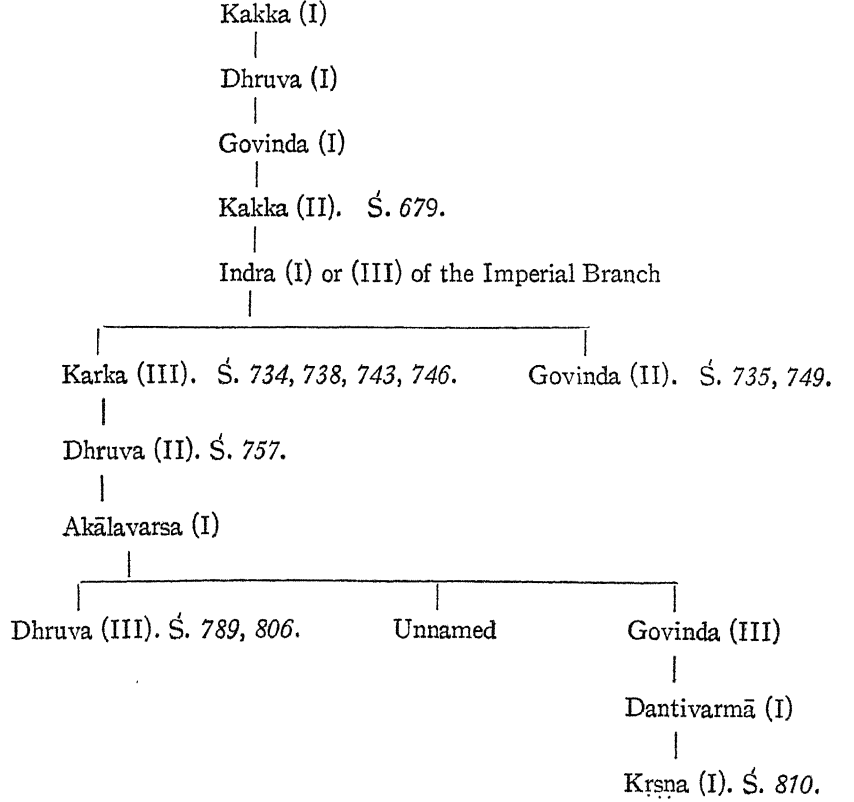 Kakka (I)
Dhruva (I)
Govinda (I)
Kakka (II). Ś. 679.
Indra (I) or (III) of the Imperial Branch
Karka (III). Ś. 734, 738, 743, 746. Govinda (II). Ś. 735, 749.
Dhruva (II). Ś. 757.
Akālavarsa (I)
Dhruva (III). Ś. 789, 806. Unnamed Govinda (III)
Dantivarmā (I)
Kṛṣṇa (I). Ś. 810.